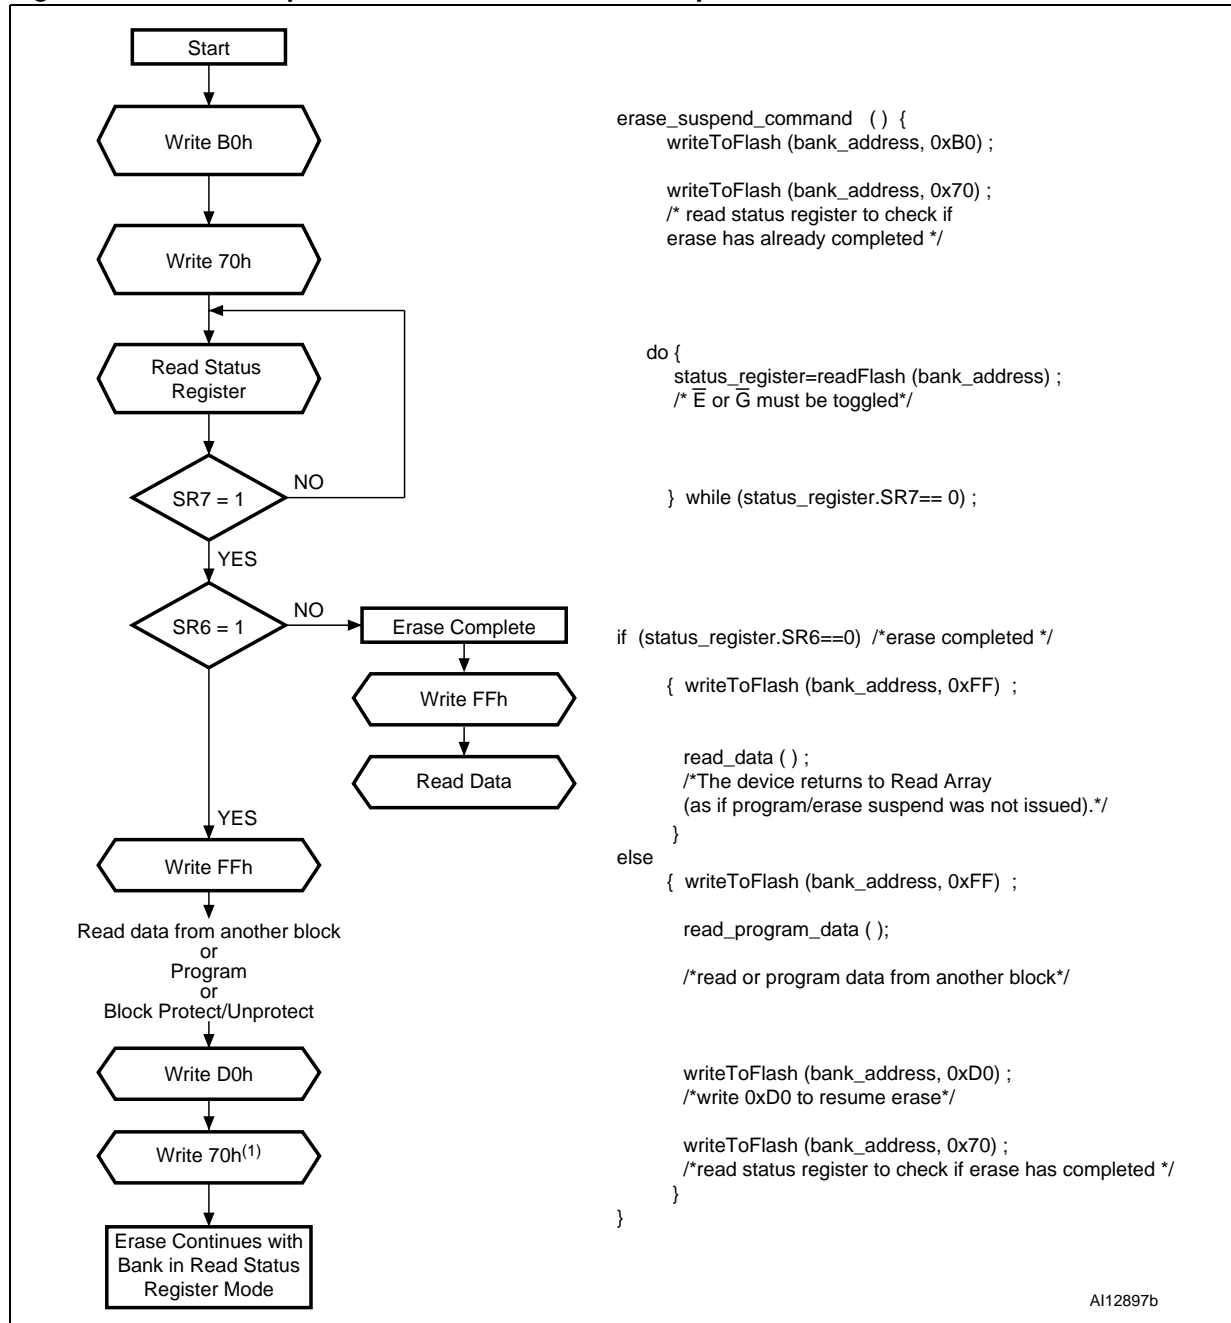 Start
Write B0h
Write 70h
Read Status
Register
SR7 = 1
NO
YES
SR6 = 1
NO
Erase Complete
Write FFh
Read Data
YES
Write FFh
Read data from another block
or
Program
or
Block Protect/Unprotect
Write D0h
Write 70h(1)
Erase Continues with
Bank in Read Status
Register Mode
erase_suspend_command ( ) {
writeToFlash (bank_address, 0xB0) ;
writeToFlash (bank_address, 0x70) ;
/* read status register to check if
erase has already completed */
do {
status_register=readFlash (bank_address) ;
/* E̅ or G̅ must be toggled*/
} while (status_register.SR7== 0) ;
if (status_register.SR6==0) /*erase completed */
{ writeToFlash (bank_address, 0xFF) ;
read_data ( ) ;
/*The device returns to Read Array
(as if program/erase suspend was not issued).*/
}
else
{ writeToFlash (bank_address, 0xFF) ;
read_program_data ( );
/*read or program data from another block*/
writeToFlash (bank_address, 0xD0) ;
/*write 0xD0 to resume erase*/
writeToFlash (bank_address, 0x70) ;
/*read status register to check if erase has completed */
}
}
AI12897b